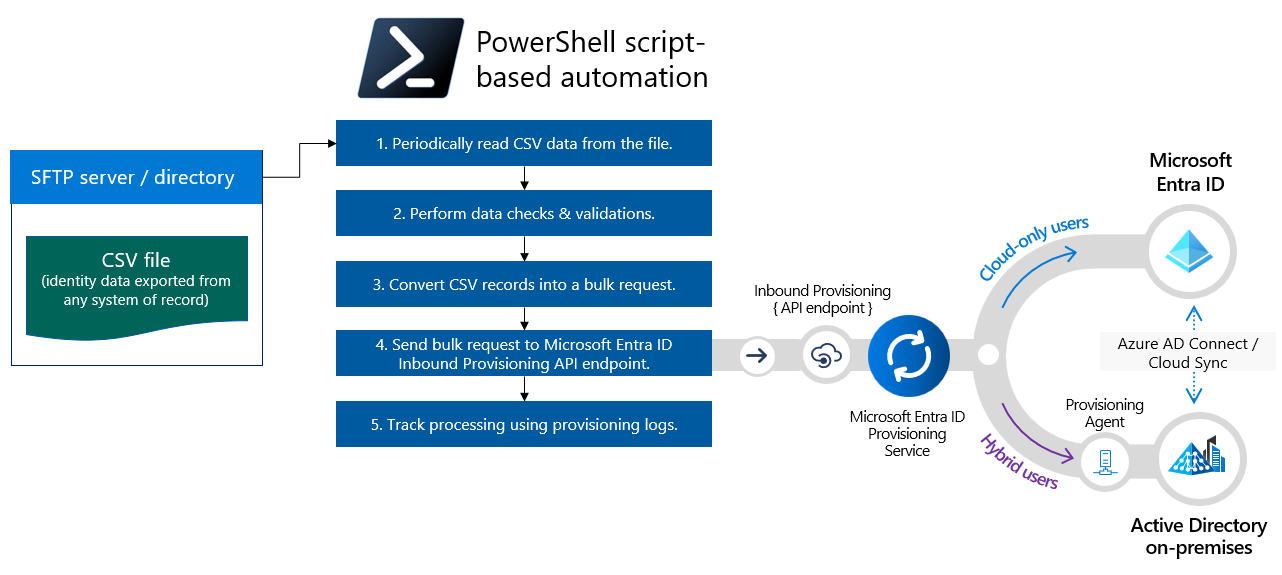 PowerShell script-
based automation
SFTP server / directory
CSV file
(identity data exported from
any system of record)
1. Periodically read CSV data from the file.
2. Perform data checks & validations.
3. Convert CSV records into a bulk request.
4. Send bulk request to Microsoft Entra ID
Inbound Provisioning API endpoint.
5. Track processing using provisioning logs.
Inbound Provisioning
{ API endpoint }
Microsoft Entra ID
Provisioning
Service
Cloud-only users
Hybrid users
Microsoft
Entra ID
Azure AD Connect /
Cloud Sync
Provisioning
Agent
Active Directory
on-premises